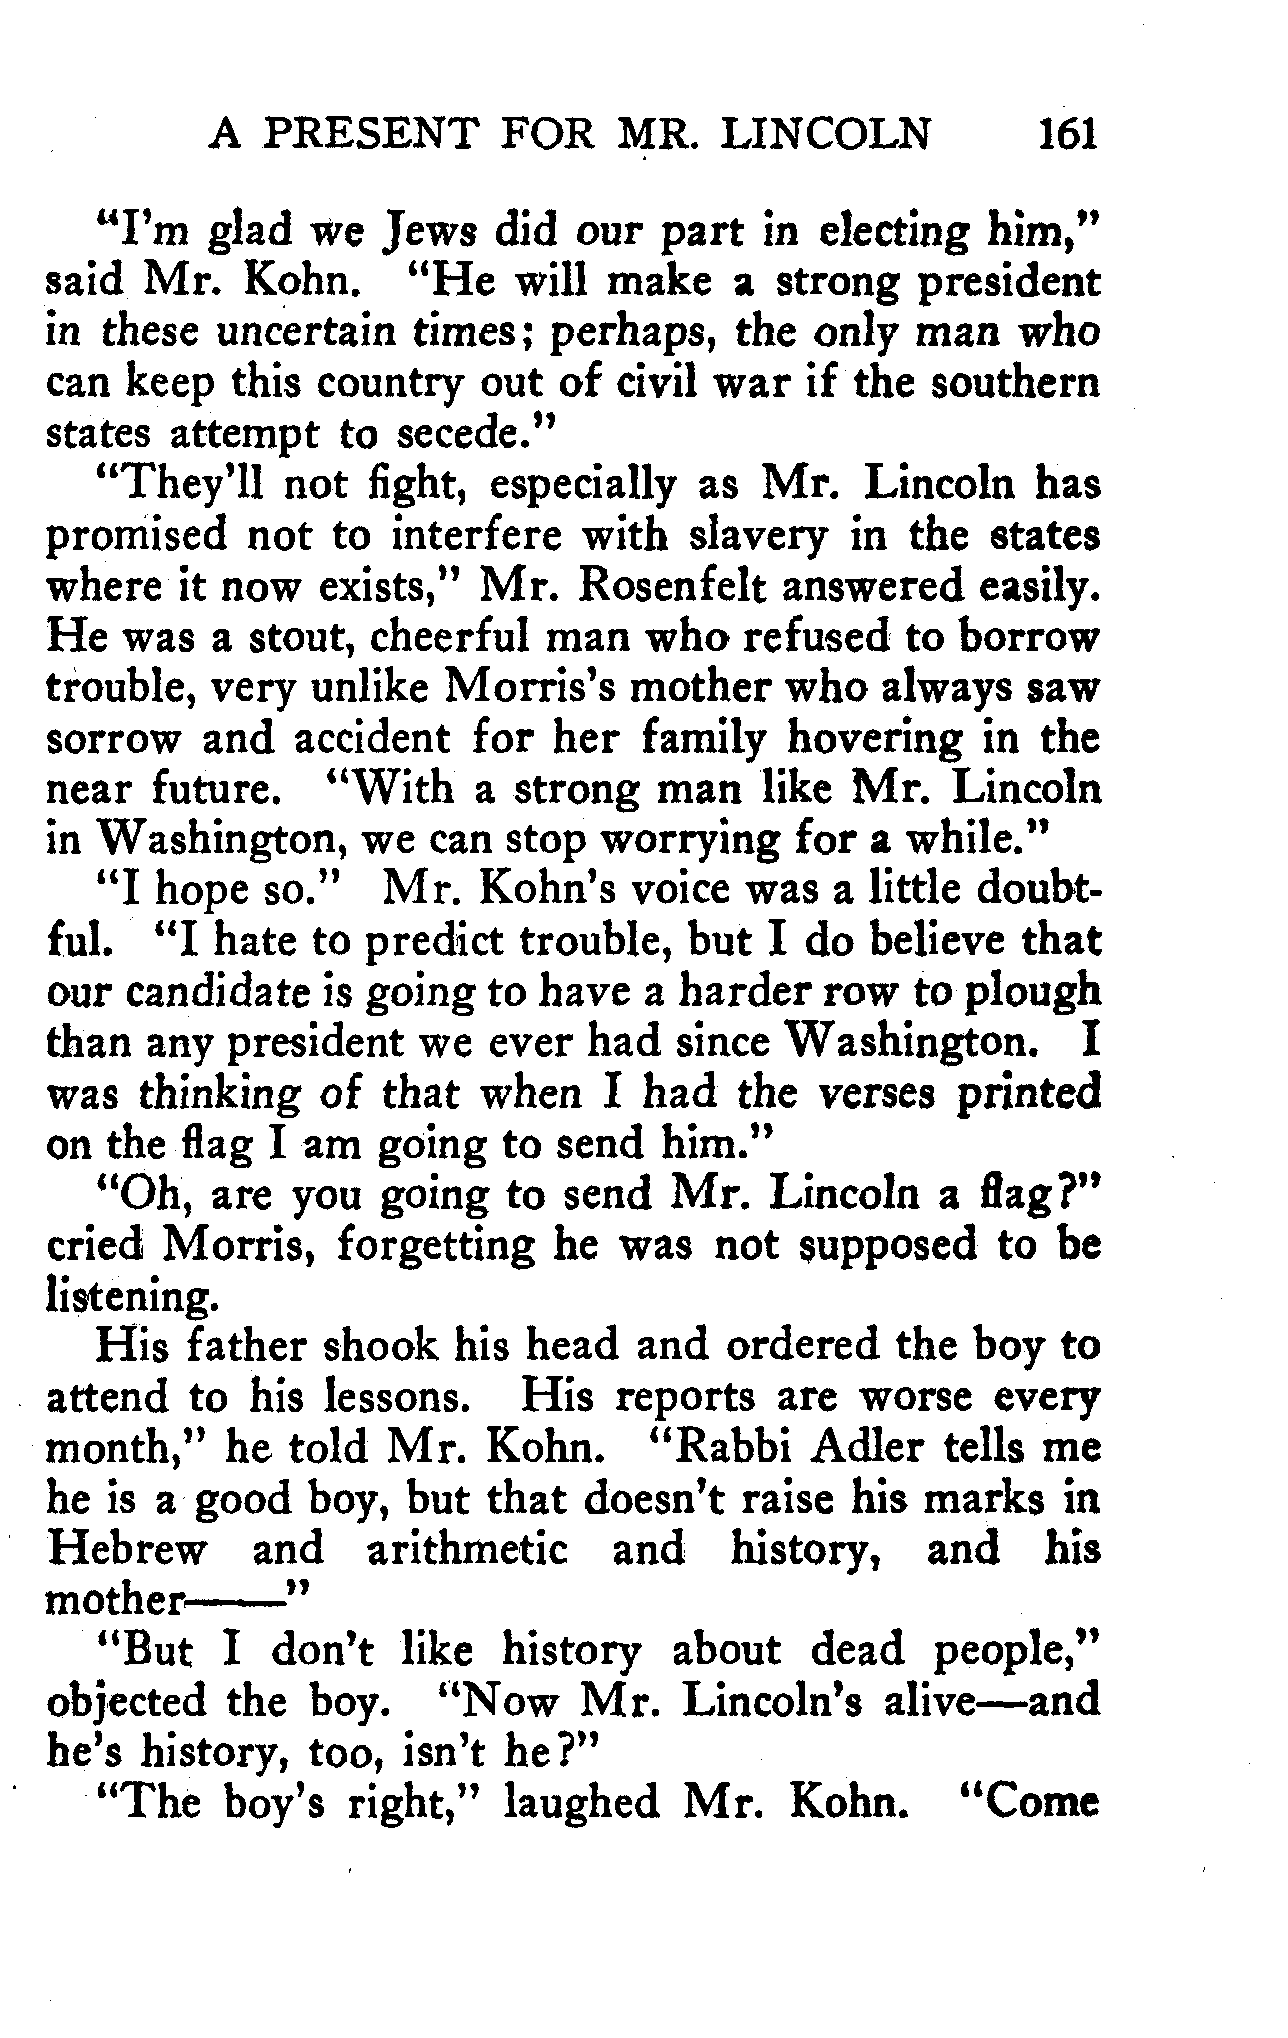 A PRESENT FOR MR. LINCOLN 161
"I'm glad we Jews did our part in electing him,"
said Mr. Kohn. "He will make a strong president
in these uncertain times; perhaps, the only man who
can keep this country out of civil war if the southern
states attempt to secede."
"They'll not fight, especially as Mr. Lincoln has
promised not to interfere with slavery in the states
where it now exists," Mr. Rosenfelt answered easily.
He was a stout, cheerful man who refused to borrow
trouble, very unlike Morris's mother who always saw
sorrow and accident for her family hovering in the
near future. "With a strong man like Mr. Lincoln
in Washington, we can stop worrying for a while."
"I hope so." Mr. Kohn's voice was a little doubt-
ful. "I hate to predict trouble, but I do believe that
our candidate is going to have a harder row to plough
than any president we ever had since Washington. I
was thinking of that when I had the verses printed
on the flag I am going to send him."
"Oh, are you going to send Mr. Lincoln a flag?"
cried Morris, forgetting he was not supposed to be
listening.
His father shook his head and ordered the boy to
attend to his lessons. His reports are worse every
month," he told Mr. Kohn. "Rabbi Adler tells me
he is a good boy, but that doesn't raise his marks in
Hebrew and arithmetic and history, and his
mother——"
"But I don't like history about dead people,"
objected the boy. "Now Mr. Lincoln's alive—and
he's history, too, isn't he?"
"The boy's right," laughed Mr. Kohn. "Come